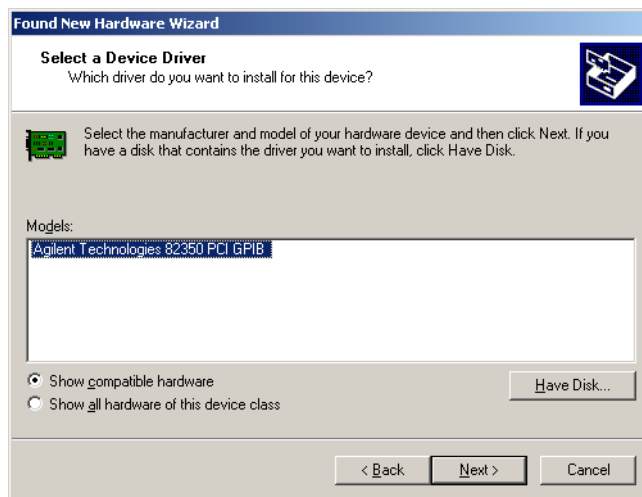 Found New Hardware Wizard
Select a Device Driver
Which driver do you want to install for this device?
Select the manufacturer and model of your hardware device and then click Next. If you
have a disk that contains the driver you want to install, click Have Disk.
Models:
Agilent Technologies 82350 PCI GPIB
Show compatible hardware
Show all hardware of this device class
Have Disk...
< Back
Next >
Cancel